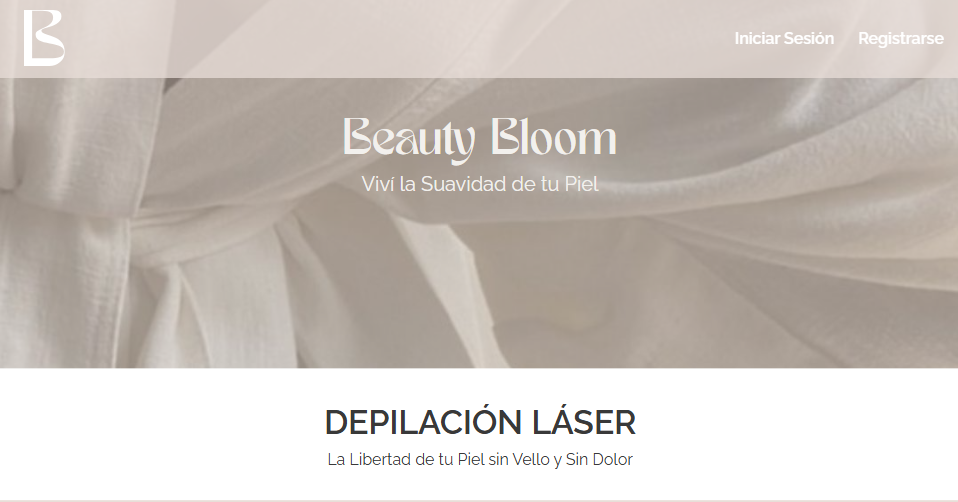 B
Iniciar Sesión Registrarse
Beauty Bloom
Viví la Suavidad de tu Piel
DEPILACIÓN LÁSER
La Libertad de tu Piel sin Vello y Sin Dolor